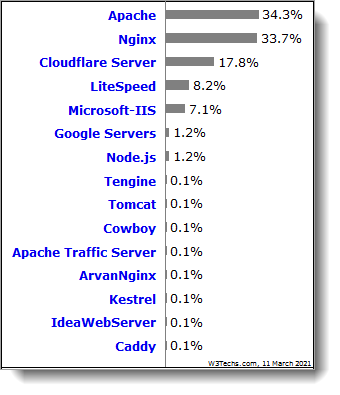 Apache 34.3%
Nginx 33.7%
Cloudflare Server 17.8%
LiteSpeed 8.2%
Microsoft-IIS 7.1%
Google Servers 1.2%
Node.js 1.2%
Tengine 0.1%
Tomcat 0.1%
Cowboy 0.1%
Apache Traffic Server 0.1%
ArvanNginx 0.1%
Kestrel 0.1%
IdeaWebServer 0.1%
Caddy 0.1%
W3Techs.com, 11 March 2021